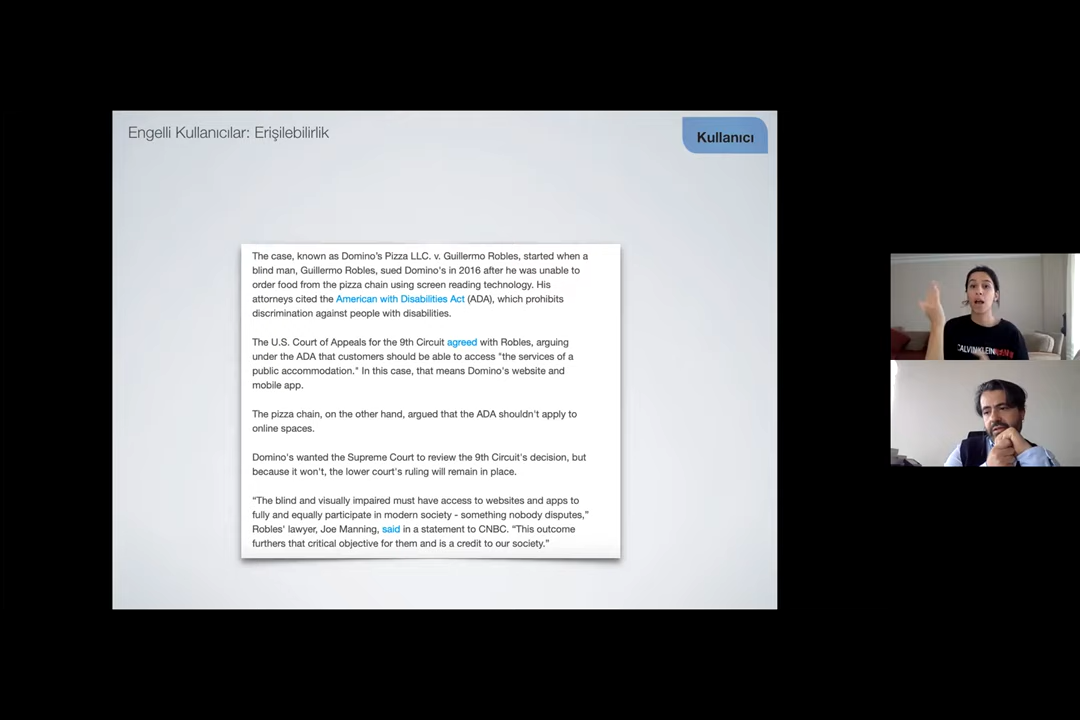 Engelli Kullanıcılar: Erişilebilirlik
Kullanıcı
The case, known as Domino's Pizza LLC. v. Guillermo Robles, started when a
blind man, Guillermo Robles, sued Domino's in 2016 after he was unable to
order food from the pizza chain using screen reading technology. His
attorneys cited the American with Disabilities Act (ADA), which prohibits
discrimination against people with disabilities.
The U.S. Court of Appeals for the 9th Circuit agreed with Robles, arguing
under the ADA that customers should be able to access "the services of a
public accommodation." In this case, that means Domino's website and
mobile app.
The pizza chain, on the other hand, argued that the ADA shouldn't apply to
online spaces.
Domino's wanted the Supreme Court to review the 9th Circuit's decision, but
because it won't, the lower court's ruling will remain in place.
“The blind and visually impaired must have access to websites and apps to
fully and equally participate in modern society - something nobody disputes,”
Robles' lawyer, Joe Manning, said in a statement to CNBC. “This outcome
furthers that critical objective for them and is a credit to our society.”
CALVIN KLEIN